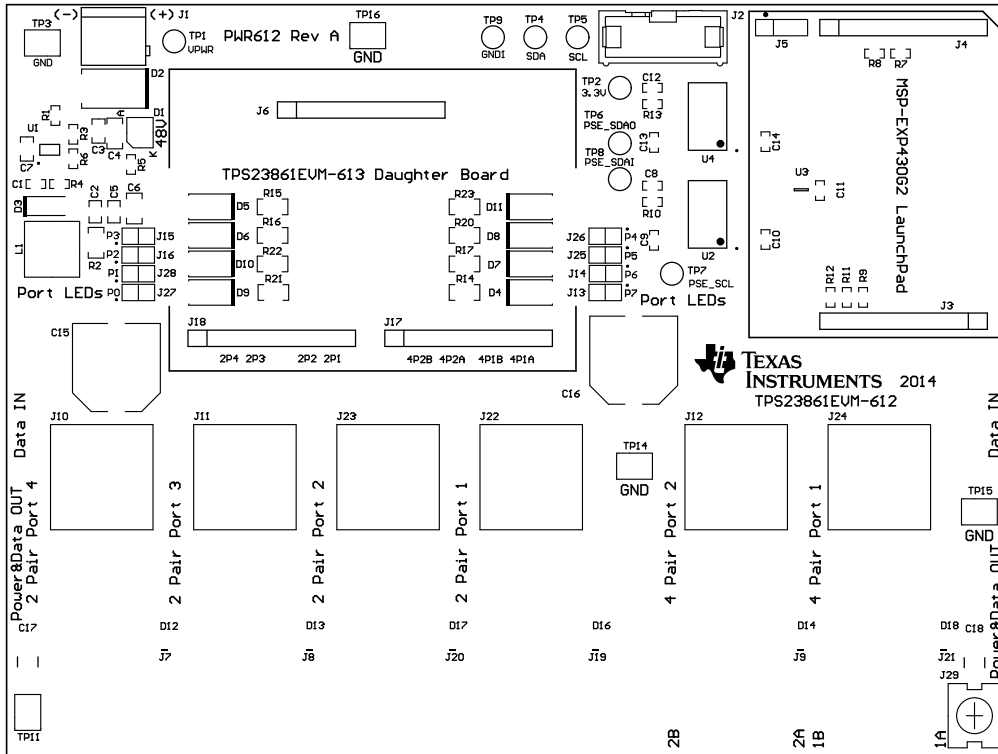 (-) (+) J1
TP3
GND
TP1
VPWR
PWR612 Rev A
TP16
GND
TP9
GND1
TP4
SDA
TP5
SCL
J2
J5
J4
D2
J6
TP2
3.3V
C12
R13
R8 R7
MSP-EXP430G2 LaunchPad
R1
U1
R3
C3
C4
A
D1
48V
K
R6
R5
C7
TP6
PSE_SDAO
TP8
PSE_SDAI
C13
U4
C14
C1
R4
TPS23861EVM-613 Daughter Board
C8
R10
U3
C11
D3
C2
C5
C6
D5
R15
R23
D11
L1
R2
P3 J15
D6
R16
R20
D8
J26 P4
C9
U2
C10
P2 J16
D10
R22
R17
D7
J25 P5
P1 J28
J14 P6
TP7
PSE_SCL
P0 J27
D9
R21
R14
D4
J13 P7
R12
R11
R9
Port LEDs
Port LEDs
J3
C15
J18
J17
2P4 2P3 2P2 2P1
4P2B 4P2A 4P1B 4P1A
C16
TEXAS
INSTRUMENTS 2014
TPS23861EVM-612
Data IN
Data IN
J10
J11
J23
J22
J12
J24
TP14
GND
TP15
GND
Power&Data OUT
2 Pair Port 4
2 Pair Port 3
2 Pair Port 2
2 Pair Port 1
4 Pair Port 2
4 Pair Port 1
Power&Data OUT
C17
D12
D13
D17
D16
D14
D18
C18
J7
J8
J20
J19
J9
J21
J29
TP11
2B
2A
1B
1A